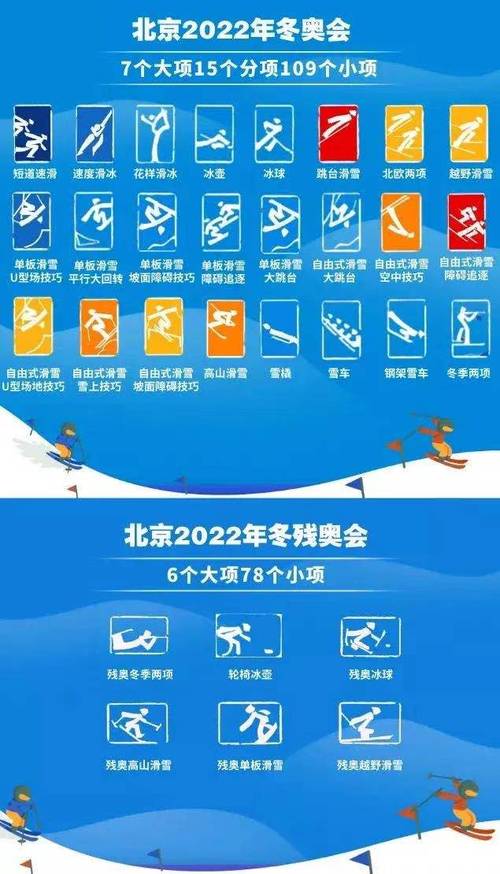 北京2022年冬奥会
7个大项15个分项109个小项
短道速滑
速度滑冰
花样滑冰
冰壶
冰球
跳台滑雪
北欧两项
越野滑雪
单板滑雪
U型场技巧
单板滑雪
平行大回转
单板滑雪
坡面障碍技巧
单板滑雪
障碍追逐
单板滑雪
大跳台
自由式滑雪
大跳台
自由式滑雪
空中技巧
自由式滑雪
障碍追逐
自由式滑雪
U型场地技巧
自由式滑雪
雪上技巧
自由式滑雪
坡面障碍技巧
高山滑雪
雪橇
雪车
钢架雪车
冬季两项
北京2022年冬残奥会
6个大项78个小项
残奥冬季两项
轮椅冰壶
残奥冰球
残奥高山滑雪
残奥单板滑雪
残奥越野滑雪